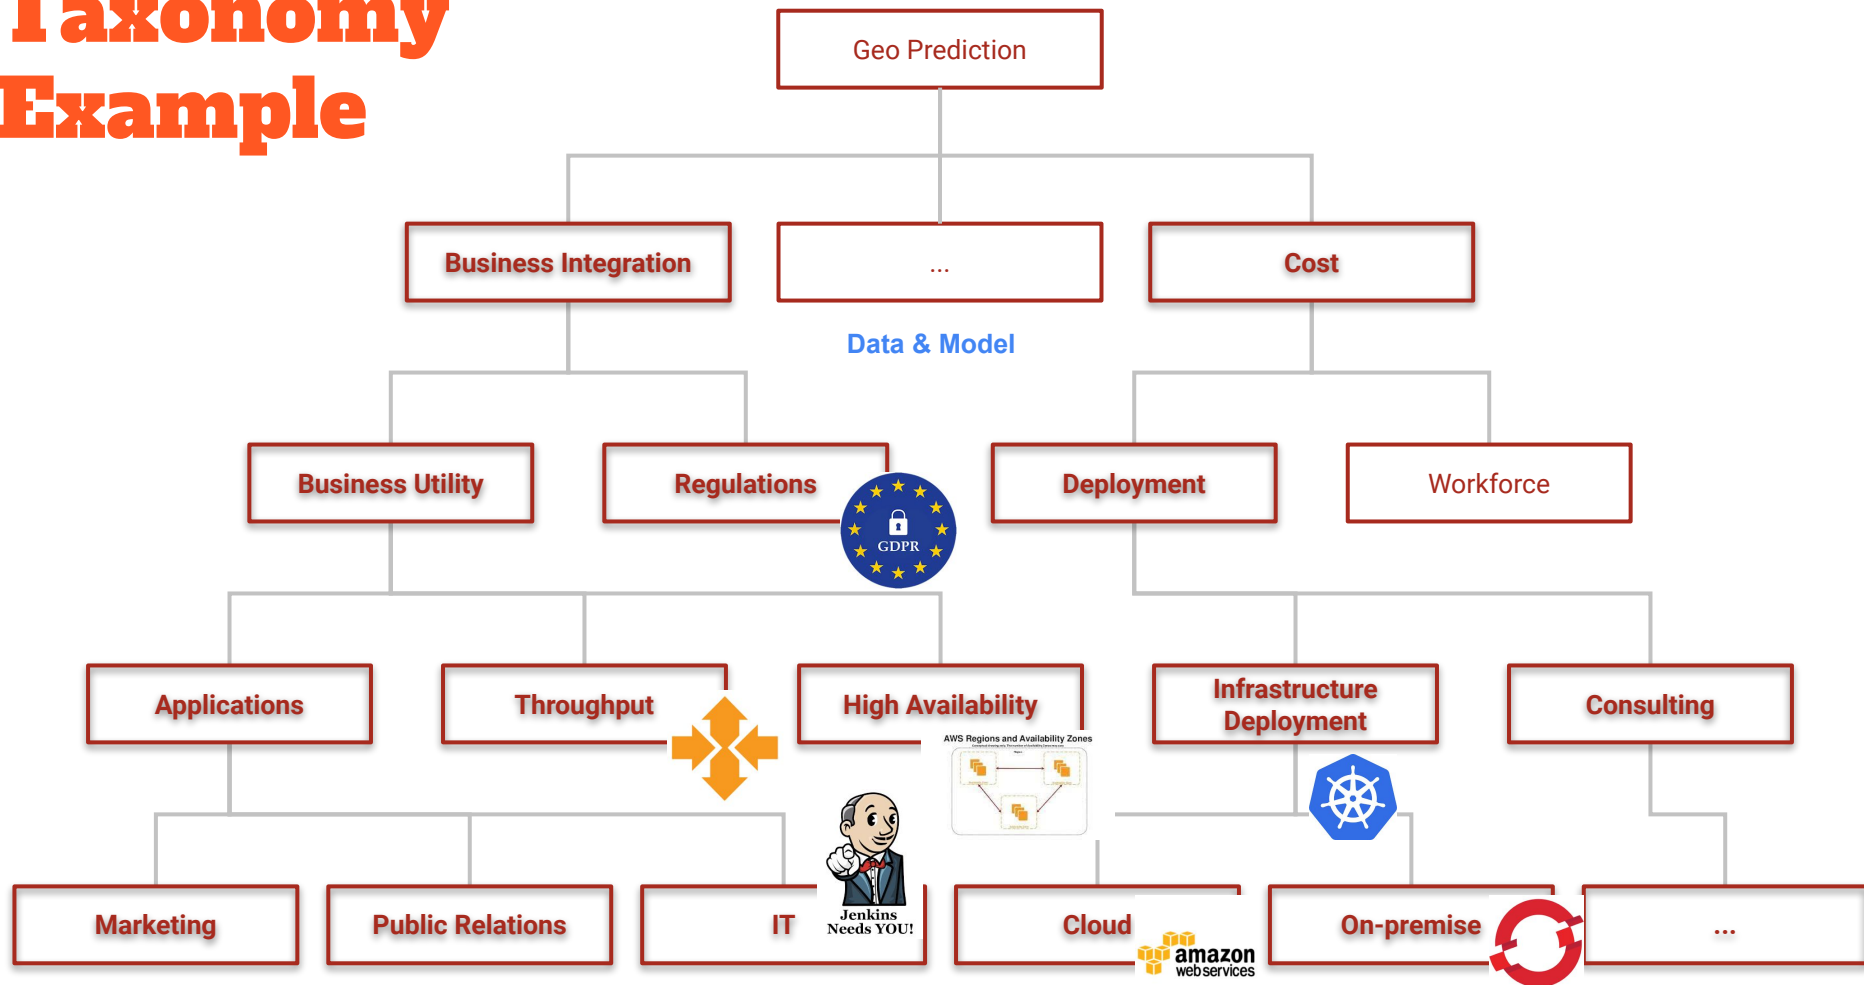 Taxonomy
Example
Geo Prediction
Business Integration
...
Cost
Data & Model
Business Utility
Regulations
Deployment
Workforce
GDPR
Applications
Throughput
High Availability
Infrastructure
Deployment
Consulting
AWS Regions and Availability Zones
Marketing
Public Relations
IT
Jenkins
Needs YOU!
Cloud
amazon
webservices
On-premise
...